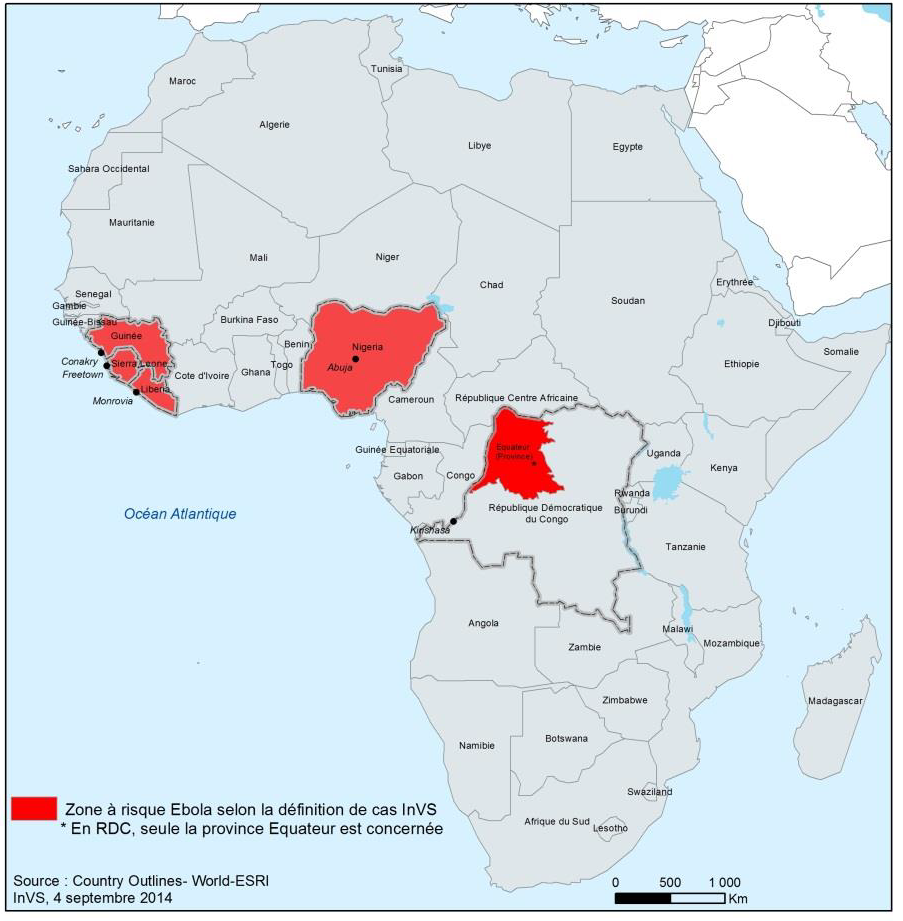 Tunisia
Maroc
Algerie
Libye
Egypte
Sahara Occidental
Mauritanie
Mali
Niger
Chad
Soudan
Erythrée
Senegal
Gambie
Guinée-Bissau
Guinée
Burkina Faso
Djibouti
Benin
Nigeria
Somalie
Conakry
Sierra Leone
Togo
Abuja
Ethiopie
Freetown
Cote d'Ivoire
Ghana
Liberia
Monrovia
Cameroun
République Centre Africaine
Guinée Equatoriale
Equateur
(Province)
Uganda
Gabon
Congo
Kenya
Rwanda
République Démocratique
du Congo
Burundi
Océan Atlantique
Kinshasa
Tanzanie
Angola
Malawi
Zambie
Mozambique
Zimbabwe
Madagascar
Namibie
Botswana
Swaziland
Afrique du Sud
Lesotho
Zone à risque Ebola selon la définition de cas InVS
* En RDC, seule la province Equateur est concernée
Source : Country Outlines- World-ESRI
InVS, 4 septembre 2014
0 500 1 000
Km